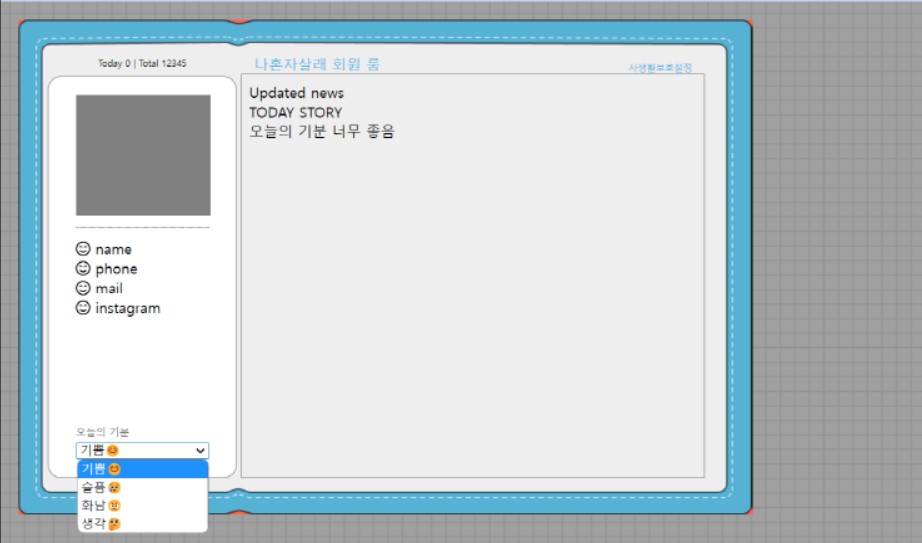 Today 0 | Total 12345
나혼자살래 회원 룸
사생활보호설정
name
phone
mail
instagram
오늘의 기분
기쁨😊
기쁨😊
슬픔😢
화남😠
생각🤔
Updated news
TODAY STORY
오늘의 기분 너무 좋음